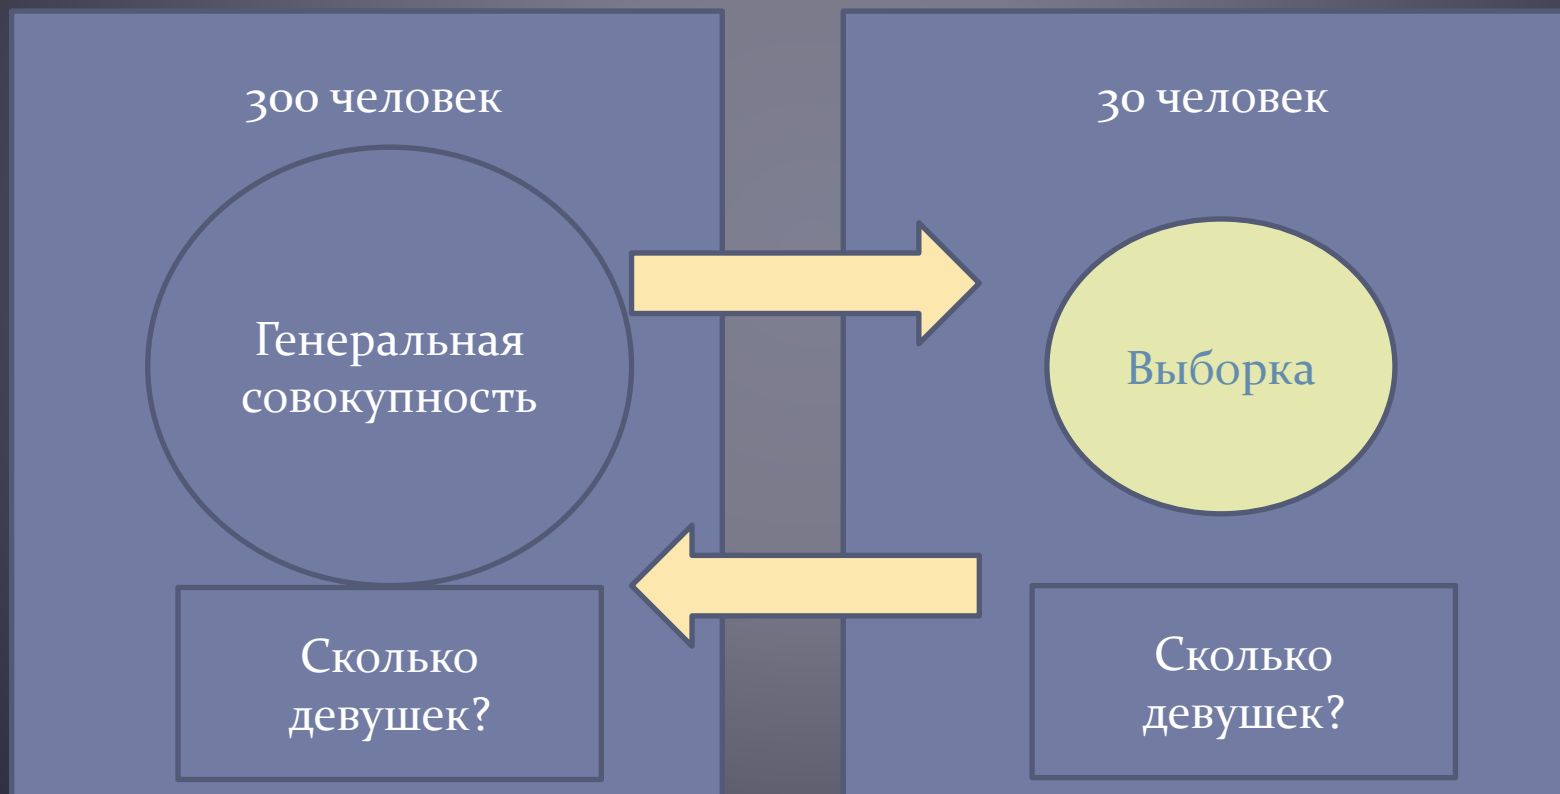 300 человек
Генеральная
совокупность
Сколько
девушек?
30 человек
Выборка
Сколько
девушек?